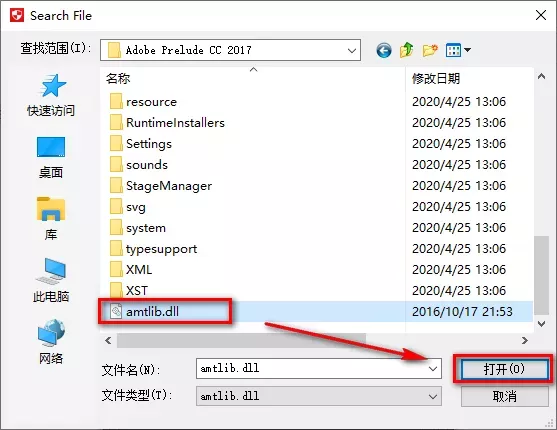 Search File
查找范围(I):
Adobe Prelude CC 2017
名称
修改日期
resource
2020/4/25 13:06
RuntimeInstallers
2020/4/25 13:06
Settings
2020/4/25 13:06
sounds
2020/4/25 13:06
StageManager
2020/4/25 13:06
svg
2020/4/25 13:06
system
2020/4/25 13:06
typesupport
2020/4/25 13:06
XML
2020/4/25 13:06
XST
2020/4/25 13:06
amtlib.dll
2016/10/17 21:53
快速访问
桌面
库
此电脑
网络
文件名(N):
amtlib.dll
打开(O)
文件类型(T):
amtlib.dll
取消